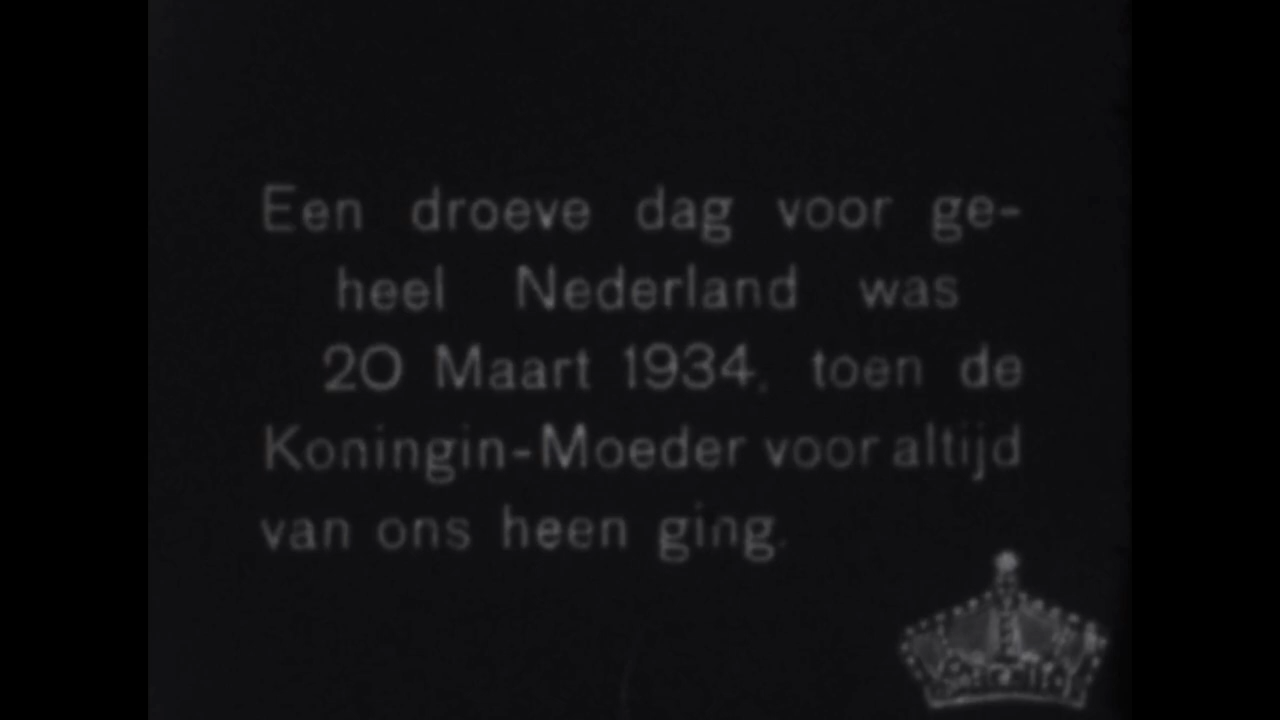 Een droeve dag voor ge-
heel Nederland was
20 Maart 1934, toen de
Koningin-Moeder voor altijd
van ons heen ging.